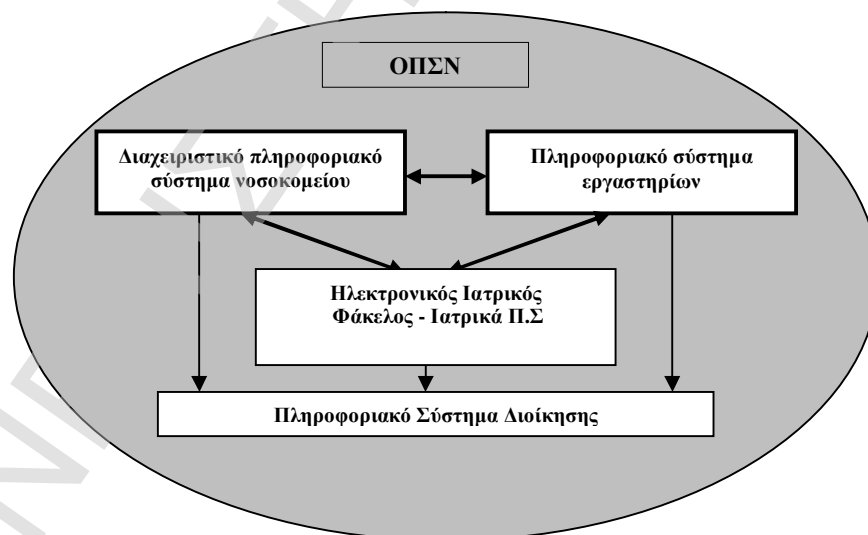 ΟΠΣΝ
Διαχειριστικό πληροφοριακό
σύστημα νοσοκομείου
Πληροφοριακό σύστημα
εργαστηρίων
Ηλεκτρονικός Ιατρικός
Φάκελος - Ιατρικά Π.Σ
Πληροφοριακό Σύστημα Διοίκησης